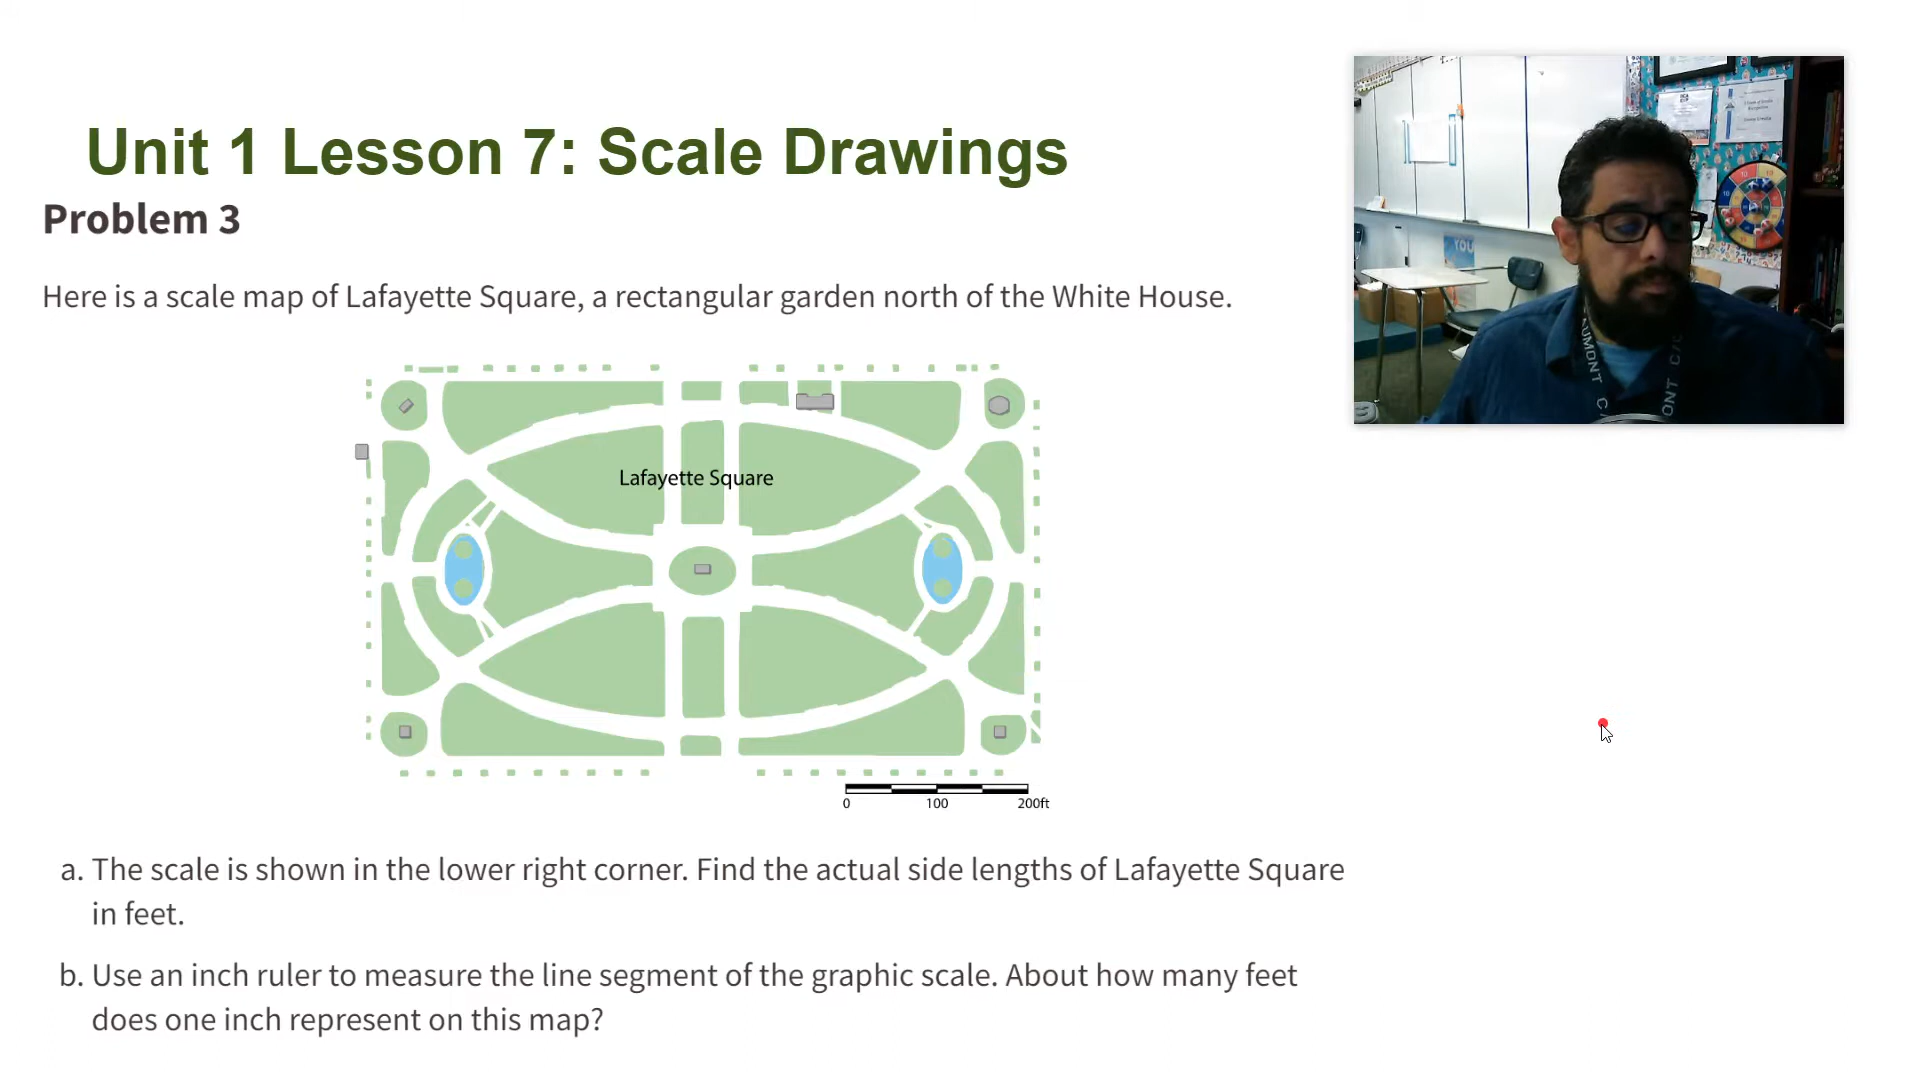 Unit 1 Lesson 7: Scale Drawings
Problem 3
Here is a scale map of Lafayette Square, a rectangular garden north of the White House.
Lafayette Square
0 100 200ft
a. The scale is shown in the lower right corner. Find the actual side lengths of Lafayette Square
in feet.
b. Use an inch ruler to measure the line segment of the graphic scale. About how many feet
does one inch represent on this map?
YOU
AUMONT